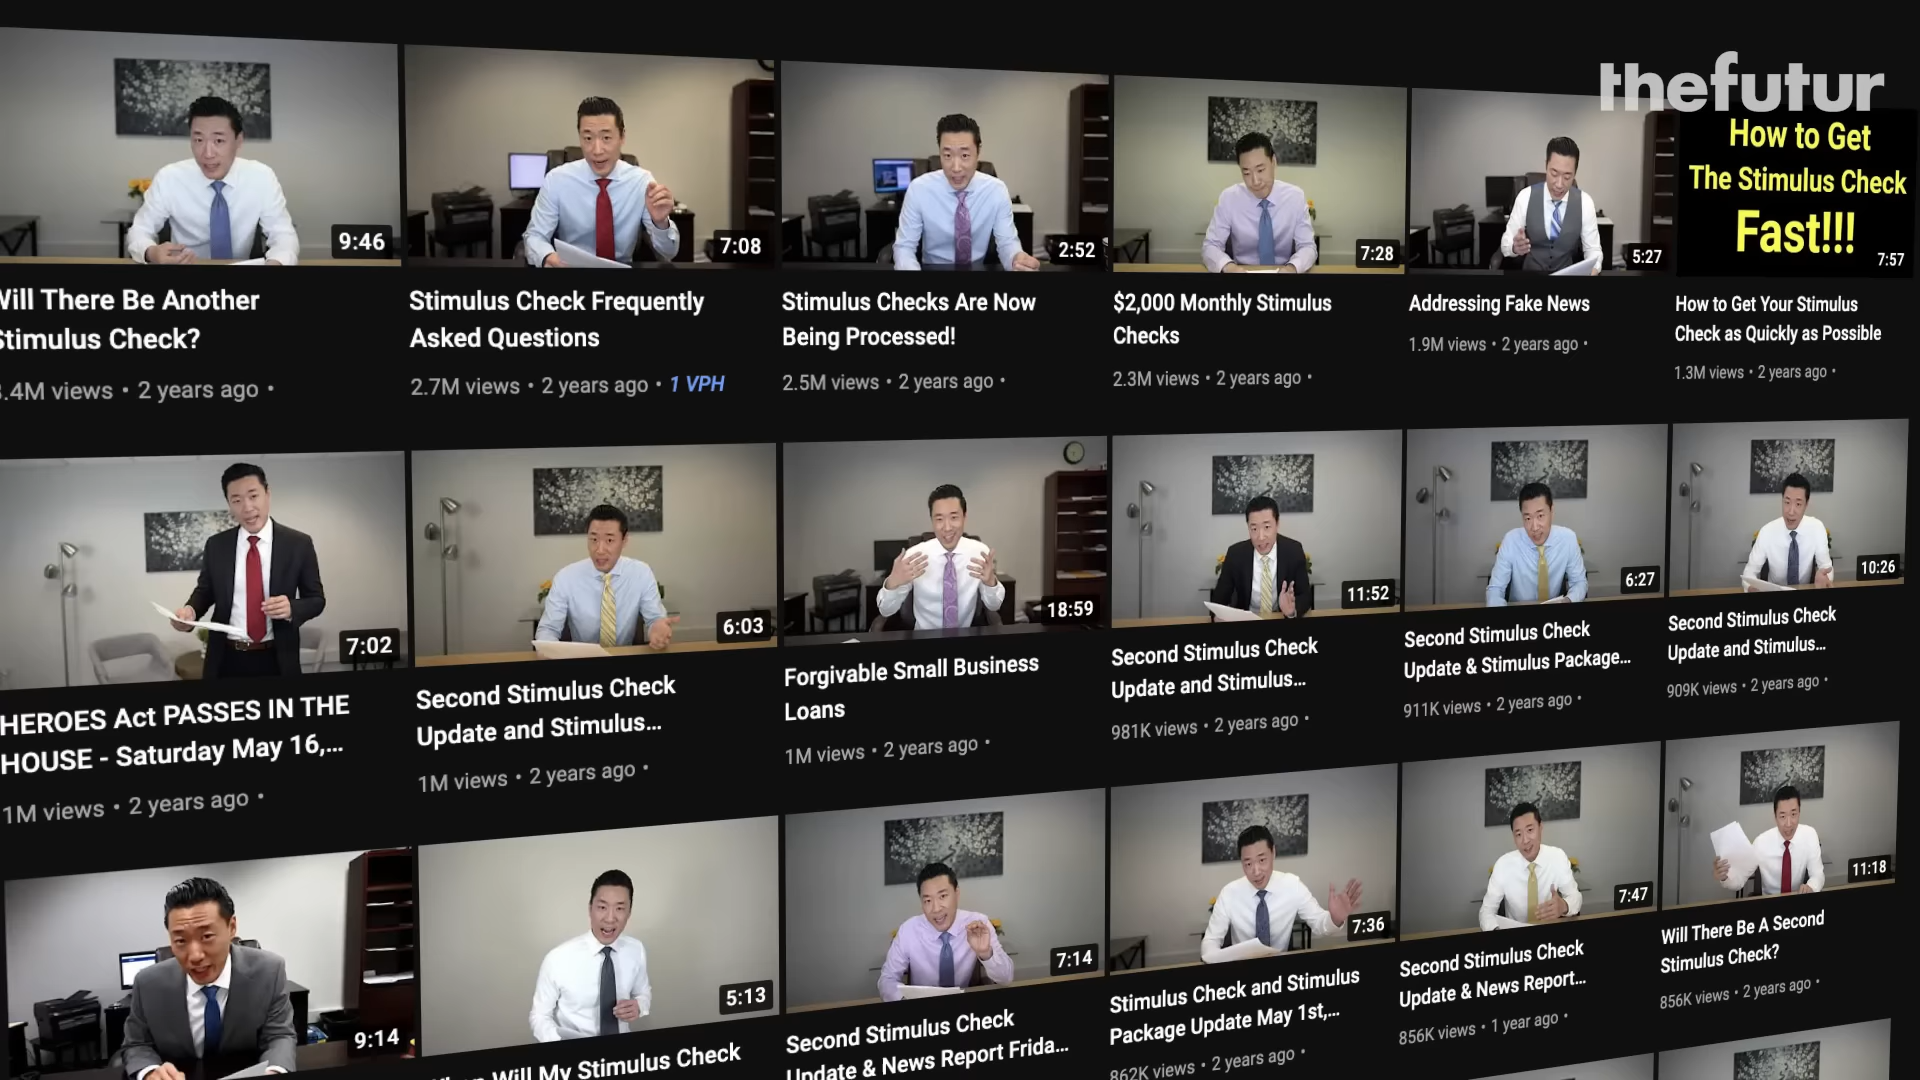 thefutur
How to Get
The Stimulus Check
Fast!!!
9:46
7:08
2:52
7:28
5:27
7:57
Will There Be Another
Stimulus Check?
.4M views • 2 years ago •
Stimulus Check Frequently
Asked Questions
2.7M views • 2 years ago • 1 VPH
Stimulus Checks Are Now
Being Processed!
2.5M views • 2 years ago •
$2,000 Monthly Stimulus
Checks
2.3M views • 2 years ago •
Addressing Fake News
1.9M views • 2 years ago •
How to Get Your Stimulus
Check as Quickly as Possible
1.3M views • 2 years ago •
7:02
6:03
18:59
11:52
6:27
10:26
HEROES Act PASSES IN THE
HOUSE - Saturday May 16,...
1M views • 2 years ago •
Second Stimulus Check
Update and Stimulus...
1M views • 2 years ago •
Forgivable Small Business
Loans
1M views • 2 years ago •
Second Stimulus Check
Update and Stimulus...
981K views • 2 years ago •
Second Stimulus Check
Update & Stimulus Package...
911K views • 2 years ago •
Second Stimulus Check
Update and Stimulus...
909K views • 2 years ago •
9:14
5:13
7:14
7:36
7:47
11:18
Will My Stimulus Check
Second Stimulus Check
Update & News Report Frida...
Stimulus Check and Stimulus
Package Update May 1st,...
862K views • 2 years ago •
Second Stimulus Check
Update & News Report...
856K views • 1 year ago •
Will There Be A Second
Stimulus Check?
856K views • 2 years ago •